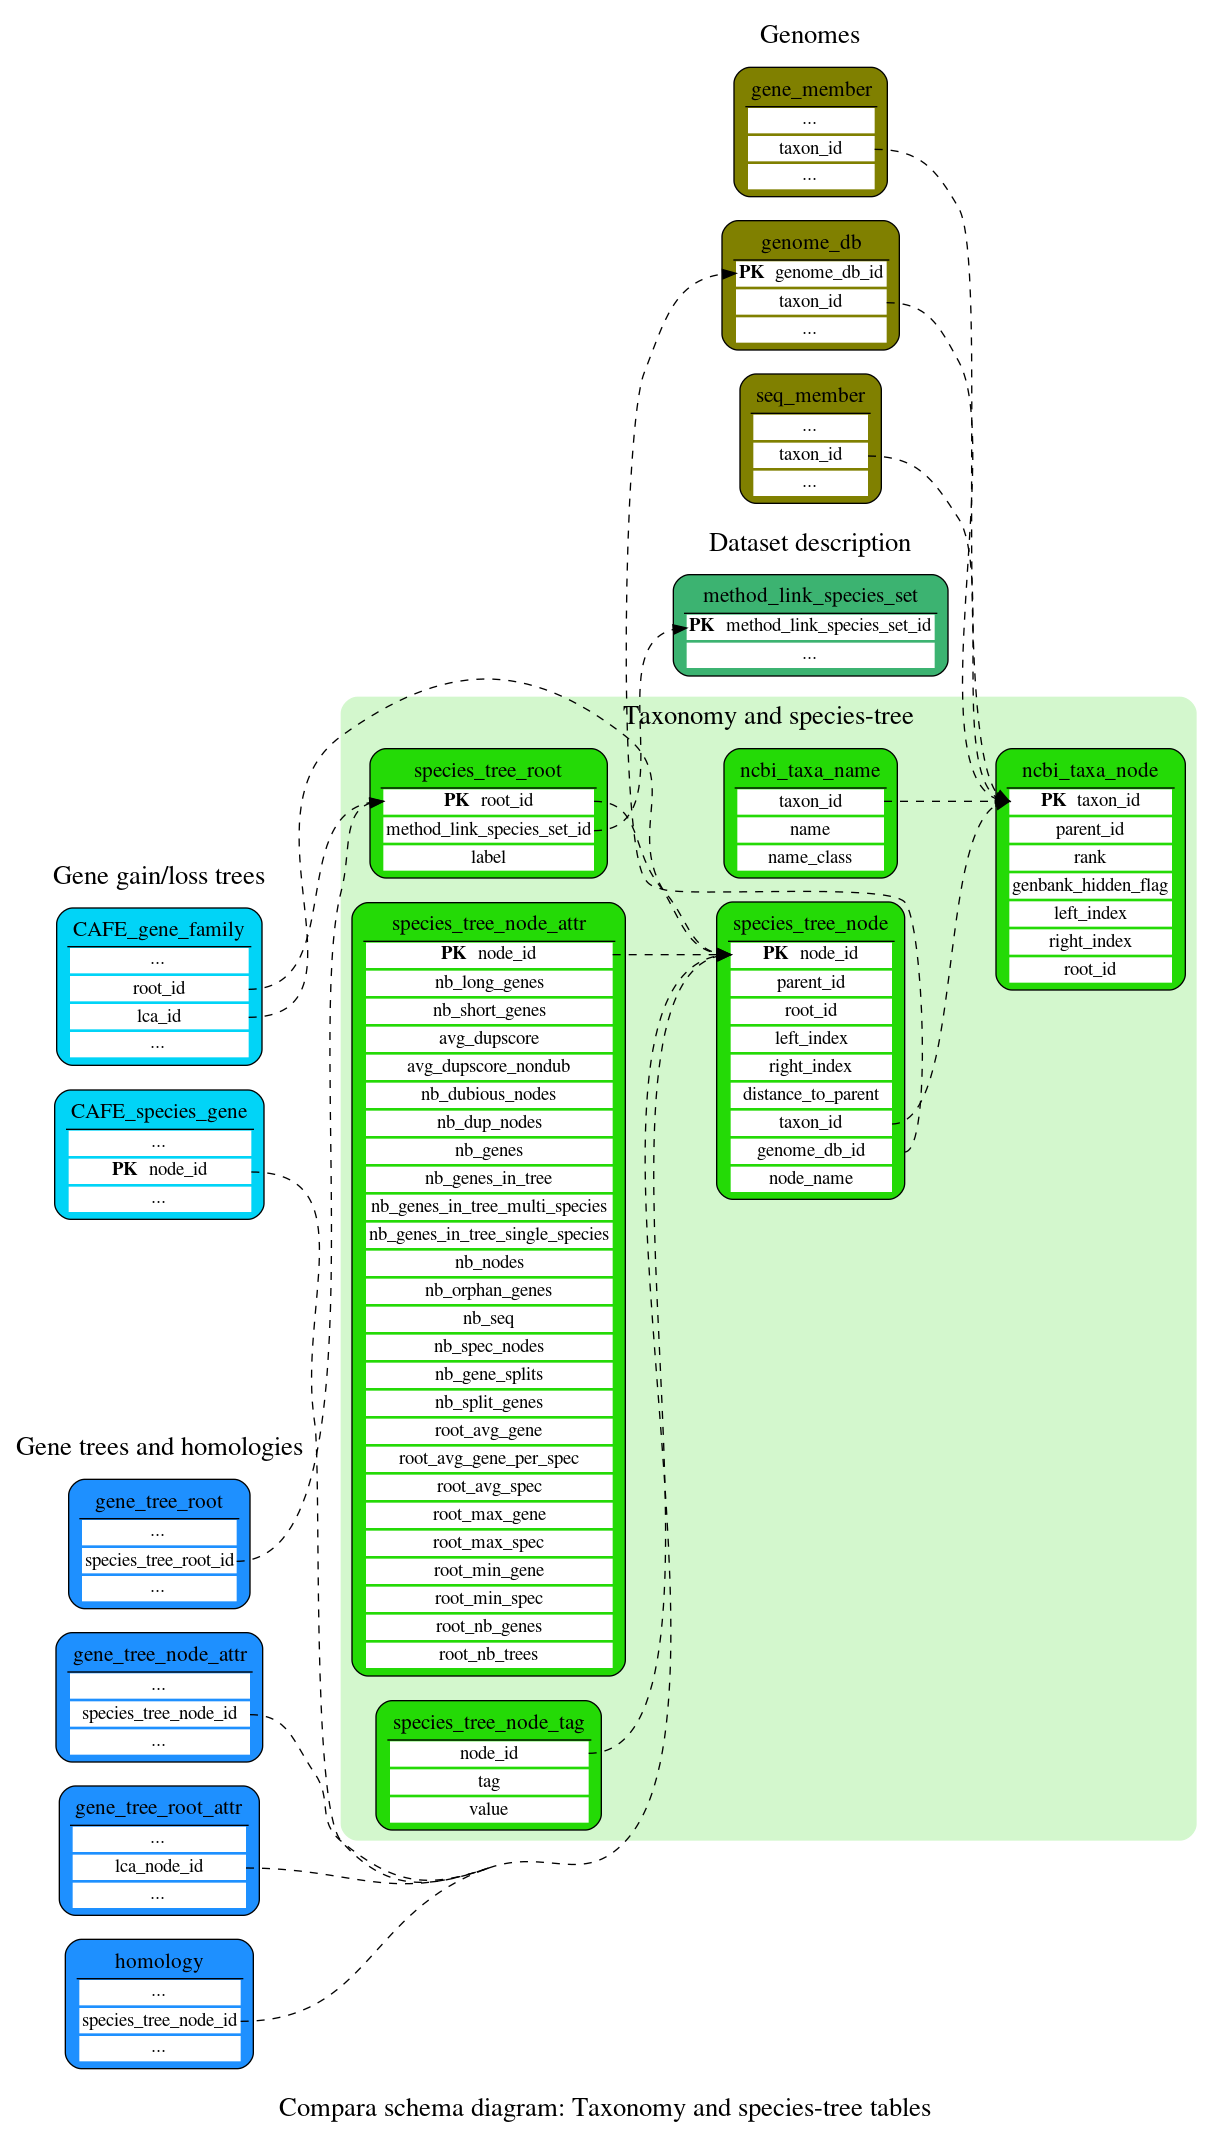 Genomes
gene_member
...
taxon_id
...
genome_db
PK genome_db_id
taxon_id
...
seq_member
...
taxon_id
...
Dataset description
method_link_species_set
PK method_link_species_set_id
...
Taxonomy and species-tree
species_tree_root
PK root_id
method_link_species_set_id
label
ncbi_taxa_name
taxon_id
name
name_class
ncbi_taxa_node
PK taxon_id
parent_id
rank
genbank_hidden_flag
left_index
right_index
root_id
Gene gain/loss trees
CAFE_gene_family
...
root_id
lca_id
...
CAFE_species_gene
...
PK node_id
...
species_tree_node_attr
PK node_id
nb_long_genes
nb_short_genes
avg_dupscore
avg_dupscore_nondub
nb_dubious_nodes
nb_dup_nodes
nb_genes
nb_genes_in_tree
nb_genes_in_tree_multi_species
nb_genes_in_tree_single_species
nb_nodes
nb_orphan_genes
nb_seq
nb_spec_nodes
nb_gene_splits
nb_split_genes
root_avg_gene
root_avg_gene_per_spec
root_avg_spec
root_max_gene
root_max_spec
root_min_gene
root_min_spec
root_nb_genes
root_nb_trees
species_tree_node
PK node_id
parent_id
root_id
left_index
right_index
distance_to_parent
taxon_id
genome_db_id
node_name
species_tree_node_tag
node_id
tag
value
Gene trees and homologies
gene_tree_root
...
species_tree_root_id
...
gene_tree_node_attr
...
species_tree_node_id
...
gene_tree_root_attr
...
lca_node_id
...
homology
...
species_tree_node_id
...
Compara schema diagram: Taxonomy and species-tree tables